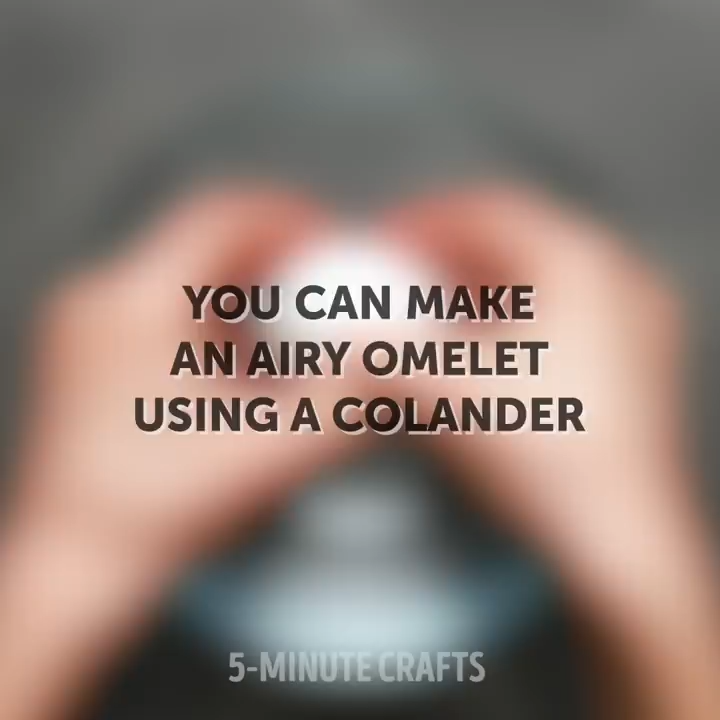 YOU CAN MAKE
AN AIRY OMELET
USING A COLANDER
5-MINUTE CRAFTS